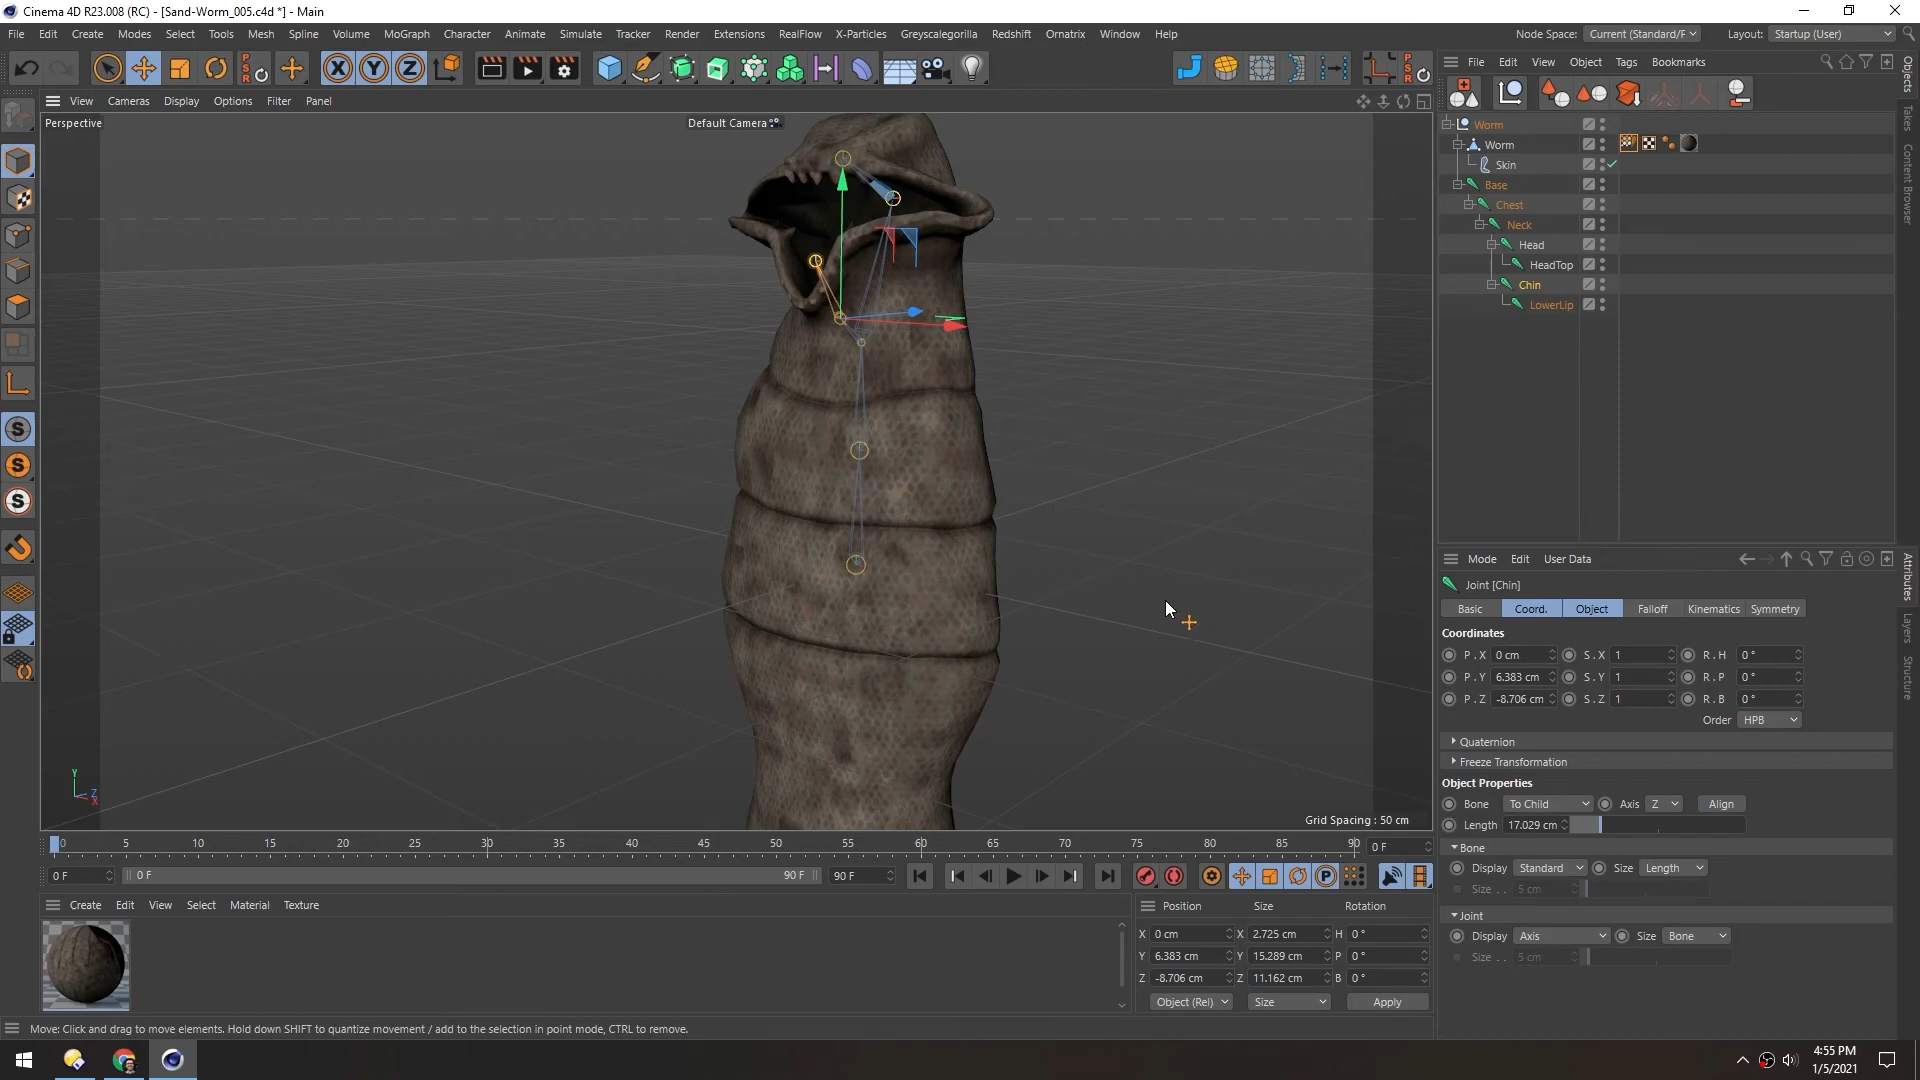 Cinema 4D R23.008 (RC) - [Sand-Worm_005.c4d *] - Main
File Edit Create Modes Select Tools Mesh Spline Volume MoGraph Character Animate Simulate Tracker Render Extensions RealFlow X-Particles Greyscalegorilla Redshift Ornatrix Window Help
Node Space: Current (Standard/F Layout: Startup (User)
PSR X Y Z PSR
File Edit View Object Tags Bookmarks
View Cameras Display Options Filter Panel
Perspective
Default Camera
Worm
Worm
Skin
Base
Chest
Neck
Head
HeadTop
Chin
LowerLip
Objects
Takes
Content Browser
S
S
S
Y
Z
X
Grid Spacing : 50 cm
Mode Edit User Data
Joint [Chin]
Basic Coord. Object Falloff Kinematics Symmetry
Coordinates
P . X 0 cm S . X 1 R . H 0 °
P . Y 6.383 cm S . Y 1 R . P 0 °
P . Z -8.706 cm S . Z 1 R . B 0 °
Order HPB
Quaternion
Freeze Transformation
Object Properties
Bone To Child Axis Z Align
Length 17.029 cm
Bone
Display Standard Size Length
Size . . 5 cm
Joint
Display Axis Size Bone
Size . . 5 cm
Attributes
Layers
Structure
0 5 10 15 20 25 30 35 40 45 50 55 60 65 70 75 80 85 90 0 F
0 F 0 F 90 F 90 F
P
Create Edit View Select Material Texture
Position Size Rotation
X 0 cm X 2.725 cm H 0 °
Y 6.383 cm Y 15.289 cm P 0 °
Z -8.706 cm Z 11.162 cm B 0 °
Object (Rel) Size Apply
Move: Click and drag to move elements. Hold down SHIFT to quantize movement / add to the selection in point mode, CTRL to remove.
4:55 PM
1/5/2021